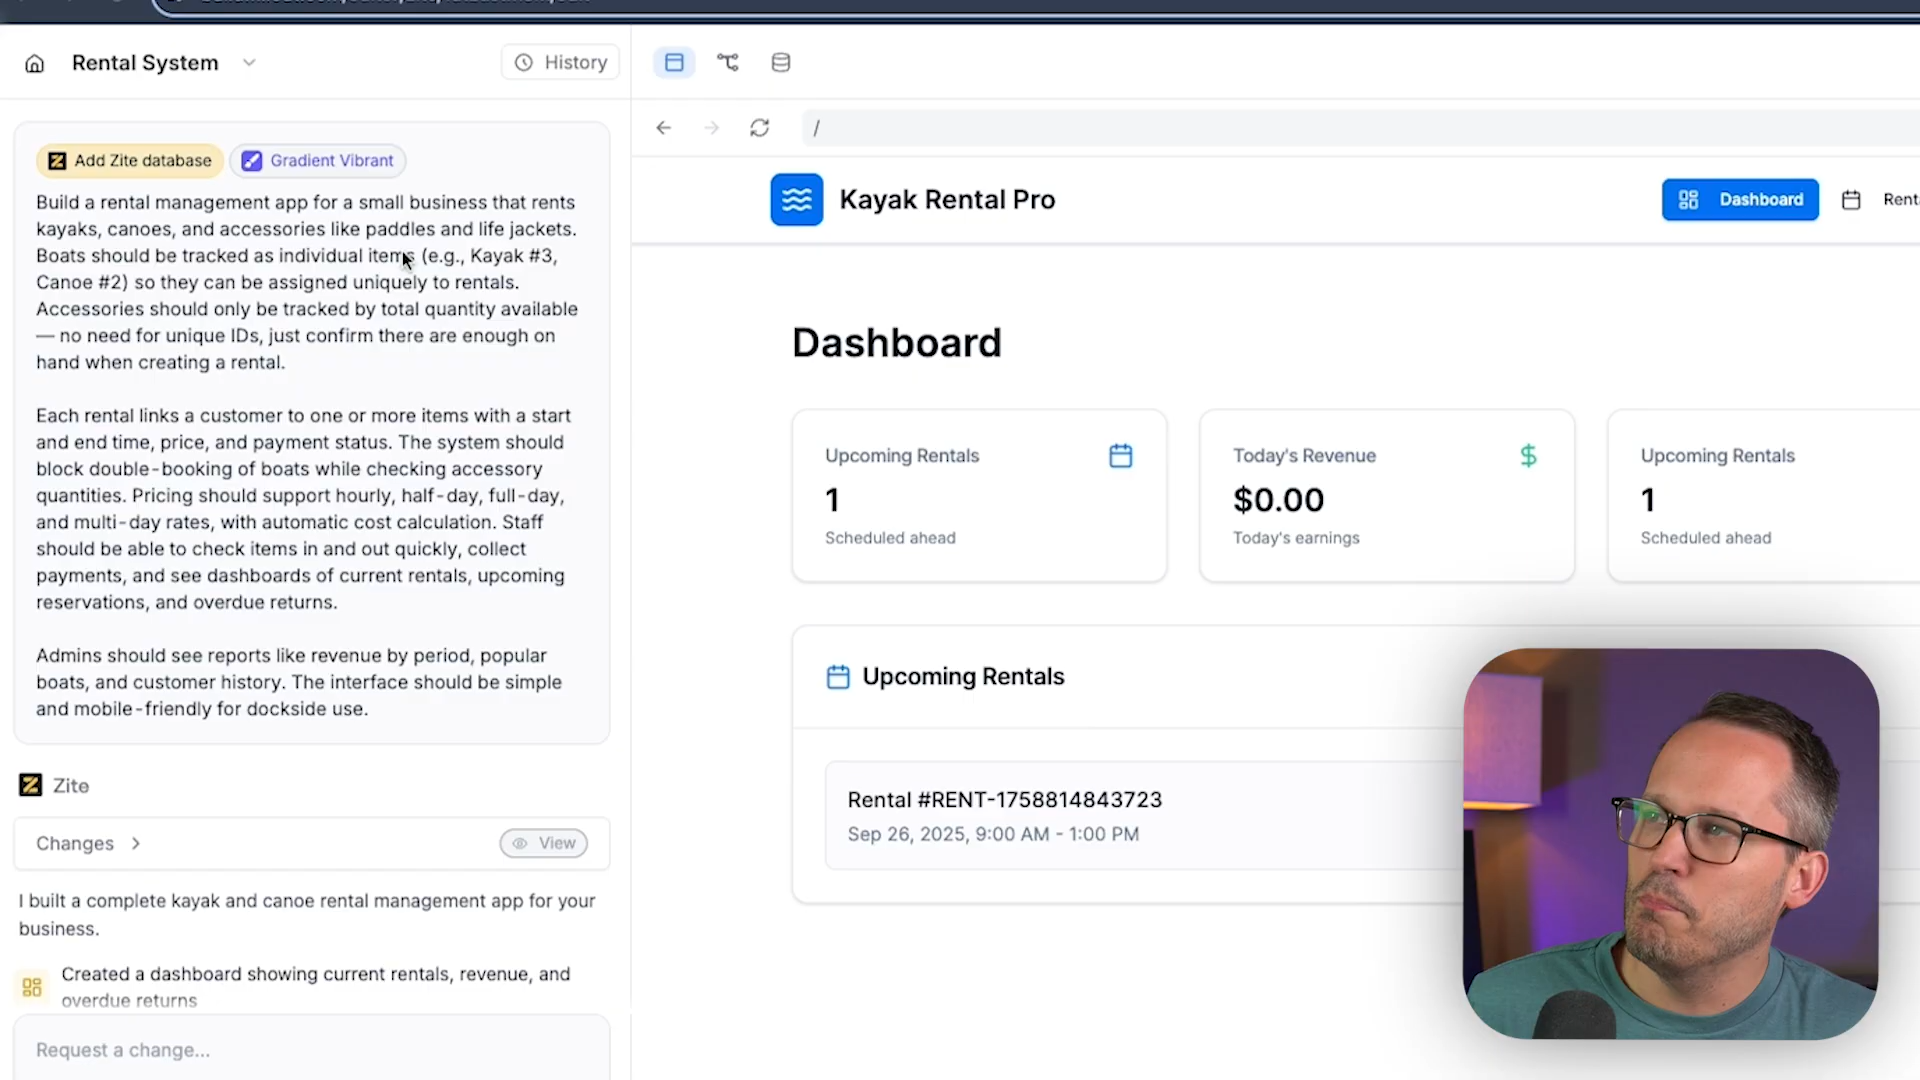 Rental System
History
Add Zite database
Gradient Vibrant
Build a rental management app for a small business that rents
kayaks, canoes, and accessories like paddles and life jackets.
Boats should be tracked as individual items (e.g., Kayak #3,
Canoe #2) so they can be assigned uniquely to rentals.
Accessories should only be tracked by total quantity available
— no need for unique IDs, just confirm there are enough on
hand when creating a rental.
Each rental links a customer to one or more items with a start
and end time, price, and payment status. The system should
block double-booking of boats while checking accessory
quantities. Pricing should support hourly, half-day, full-day,
and multi-day rates, with automatic cost calculation. Staff
should be able to check items in and out quickly, collect
payments, and see dashboards of current rentals, upcoming
reservations, and overdue returns.
Admins should see reports like revenue by period, popular
boats, and customer history. The interface should be simple
and mobile-friendly for dockside use.
Zite
Changes
View
I built a complete kayak and canoe rental management app for your
business.
Created a dashboard showing current rentals, revenue, and
overdue returns
Request a change...
/
Kayak Rental Pro
Dashboard
Dashboard
Upcoming Rentals
1
Scheduled ahead
Today's Revenue
$0.00
Today's earnings
Upcoming Rentals
1
Scheduled ahead
Upcoming Rentals
Rental #RENT-1758814843723
Sep 26, 2025, 9:00 AM - 1:00 PM